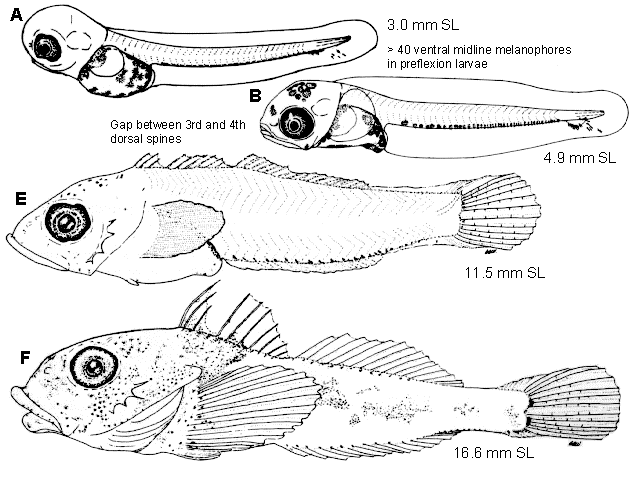 A
3.0 mm SL
> 40 ventral midline melanophores
in preflexion larvae
B
Gap between 3rd and 4th
dorsal spines
4.9 mm SL
E
11.5 mm SL
F
16.6 mm SL